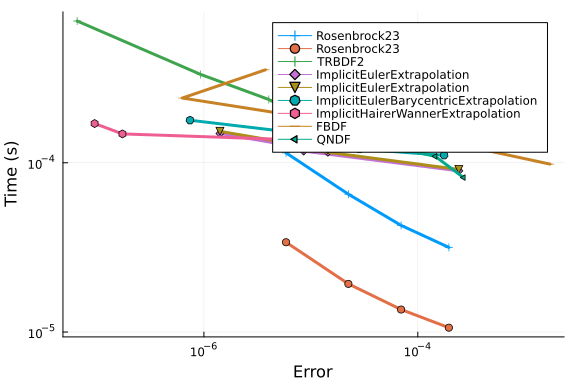 Rosenbrock23
Rosenbrock23
TRBDF2
ImplicitEulerExtrapolation
ImplicitEulerExtrapolation
ImplicitEulerBarycentricExtrapolation
ImplicitHairerWannerExtrapolation
FBDF
QNDF
Time (s)
10⁻⁴
10⁻⁵
10⁻⁶
10⁻⁴
Error